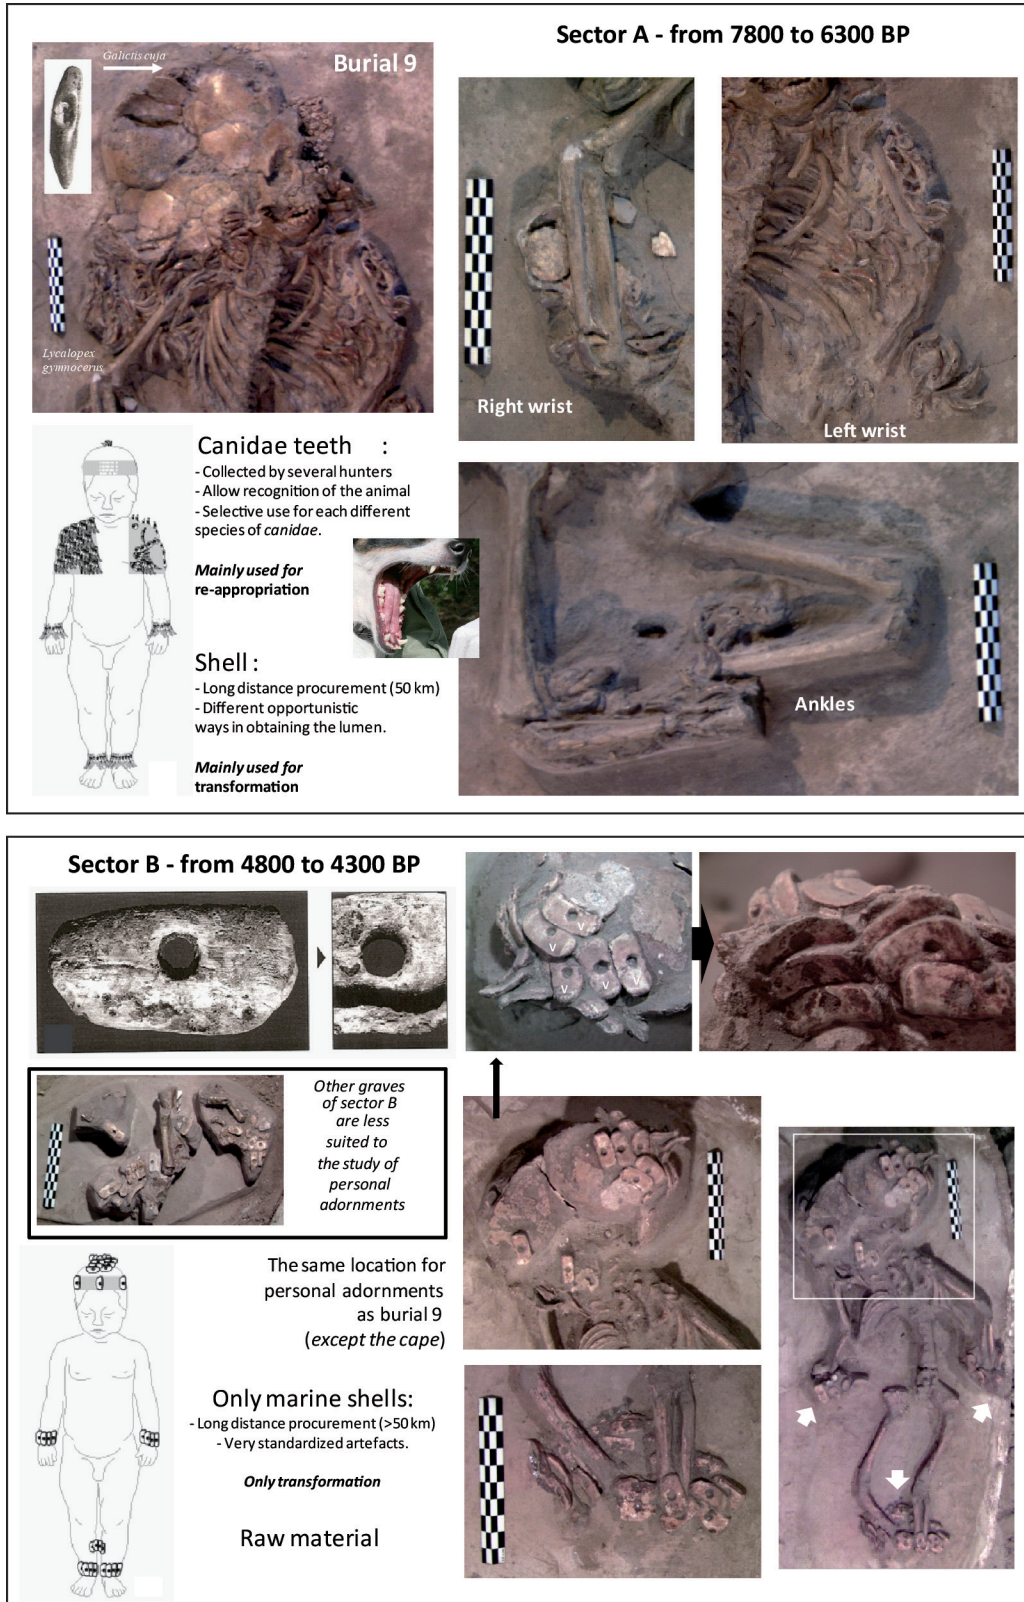 Sector A - from 7800 to 6300 BP
Galictis cuja
Burial 9
Lycalopex
gymnocerus
Right wrist
Left wrist
Canidae teeth :
- Collected by several hunters
- Allow recognition of the animal
- Selective use for each different
species of canidae.
Mainly used for
re-appropriation
Shell :
- Long distance procurement (50 km)
- Different opportunistic
ways in obtaining the lumen.
Mainly used for
transformation
Ankles
Sector B - from 4800 to 4300 BP
v v
v v v
Other graves
of sector B
are less
suited to
the study of
personal
adornments
The same location for
personal adornments
as burial 9
(except the cape)
Only marine shells:
- Long distance procurement (>50 km)
- Very standardized artefacts.
Only transformation
Raw material